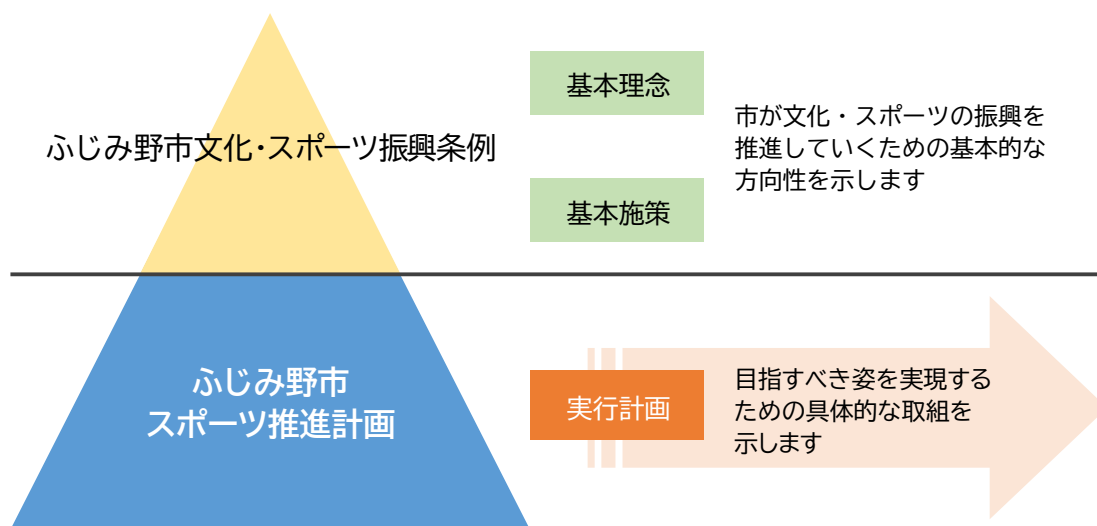 ふじみ野市文化・スポーツ振興条例
基本理念
基本施策
市が文化・スポーツの振興を
推進していくための基本的な
方向性を示します
ふじみ野市
スポーツ推進計画
実行計画
目指すべき姿を実現する
ための具体的な取組を
示します